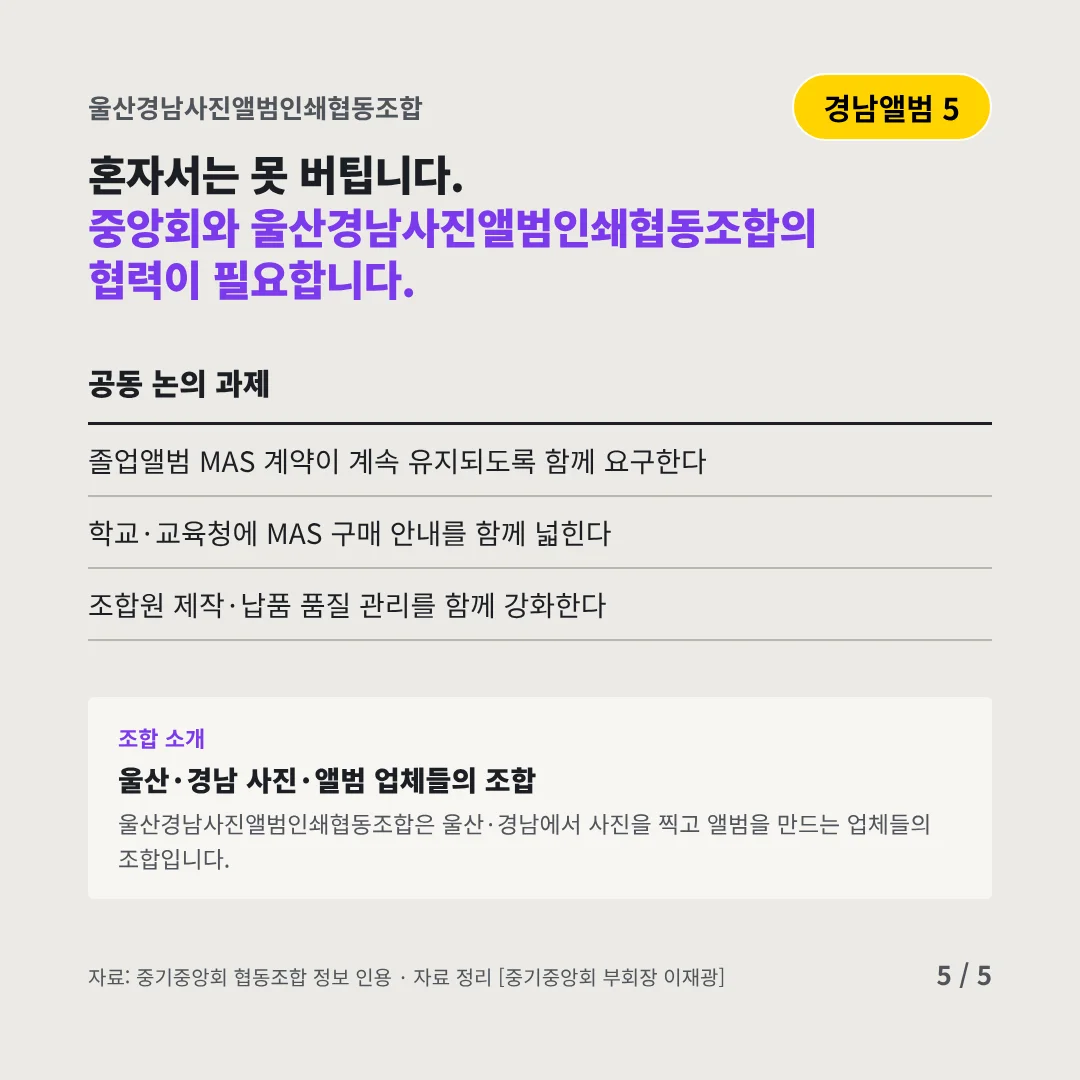 울산경남사진앨범인쇄협동조합
경남앨범 5
혼자서는 못 버팁니다.
중앙회와 울산경남사진앨범인쇄협동조합의
협력이 필요합니다.
공동 논의 과제
졸업앨범 MAS 계약이 계속 유지되도록 함께 요구한다
학교·교육청에 MAS 구매 안내를 함께 넓힌다
조합원 제작·납품 품질 관리를 함께 강화한다
조합 소개
울산·경남 사진·앨범 업체들의 조합
울산경남사진앨범인쇄협동조합은 울산·경남에서 사진을 찍고 앨범을 만드는 업체들의
조합입니다.
자료: 중기중앙회 협동조합 정보 인용 · 자료 정리 [중기중앙회 부회장 이재광]
5 / 5